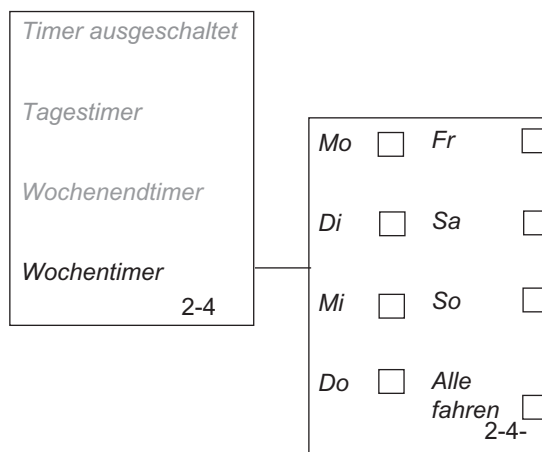 Timer ausgeschaltet
Tagestimer
Wochenendtimer
Wochentimer
2-4
Mo Fr
Di Sa
Mi So
Do Alle
fahren
2-4-